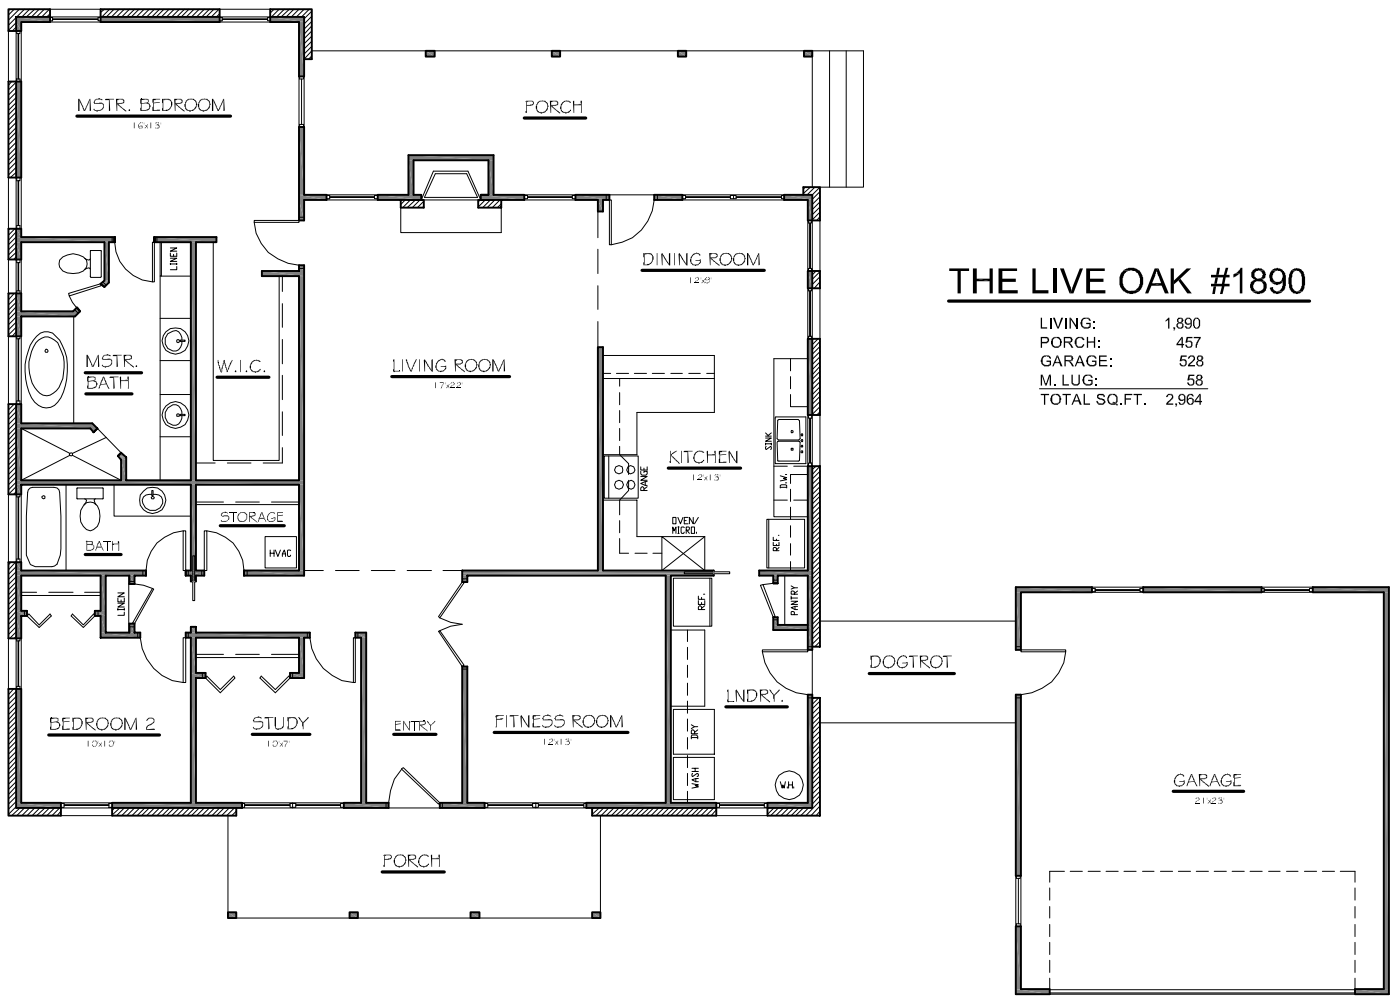 MSTR. BEDROOM
16x13
PORCH
LINEN
DINING ROOM
12x9
THE LIVE OAK #1890
LIVING: 1,890
PORCH: 457
GARAGE: 528
M. LUG: 58
TOTAL SQ.FT. 2,964
MSTR.
BATH
W.I.C.
LIVING ROOM
17x22
SINK
KITCHEN
12x13
RANGE
D.W.
STORAGE
OVEN/
MICRO.
BATH
HVAC
REF.
LINEN
REF.
PANTRY
DOGTROT
LNDRY.
BEDROOM 2
10x10
STUDY
10x7
ENTRY
FITNESS ROOM
12x13
DRY
WASH
W.H.
GARAGE
21x23
PORCH